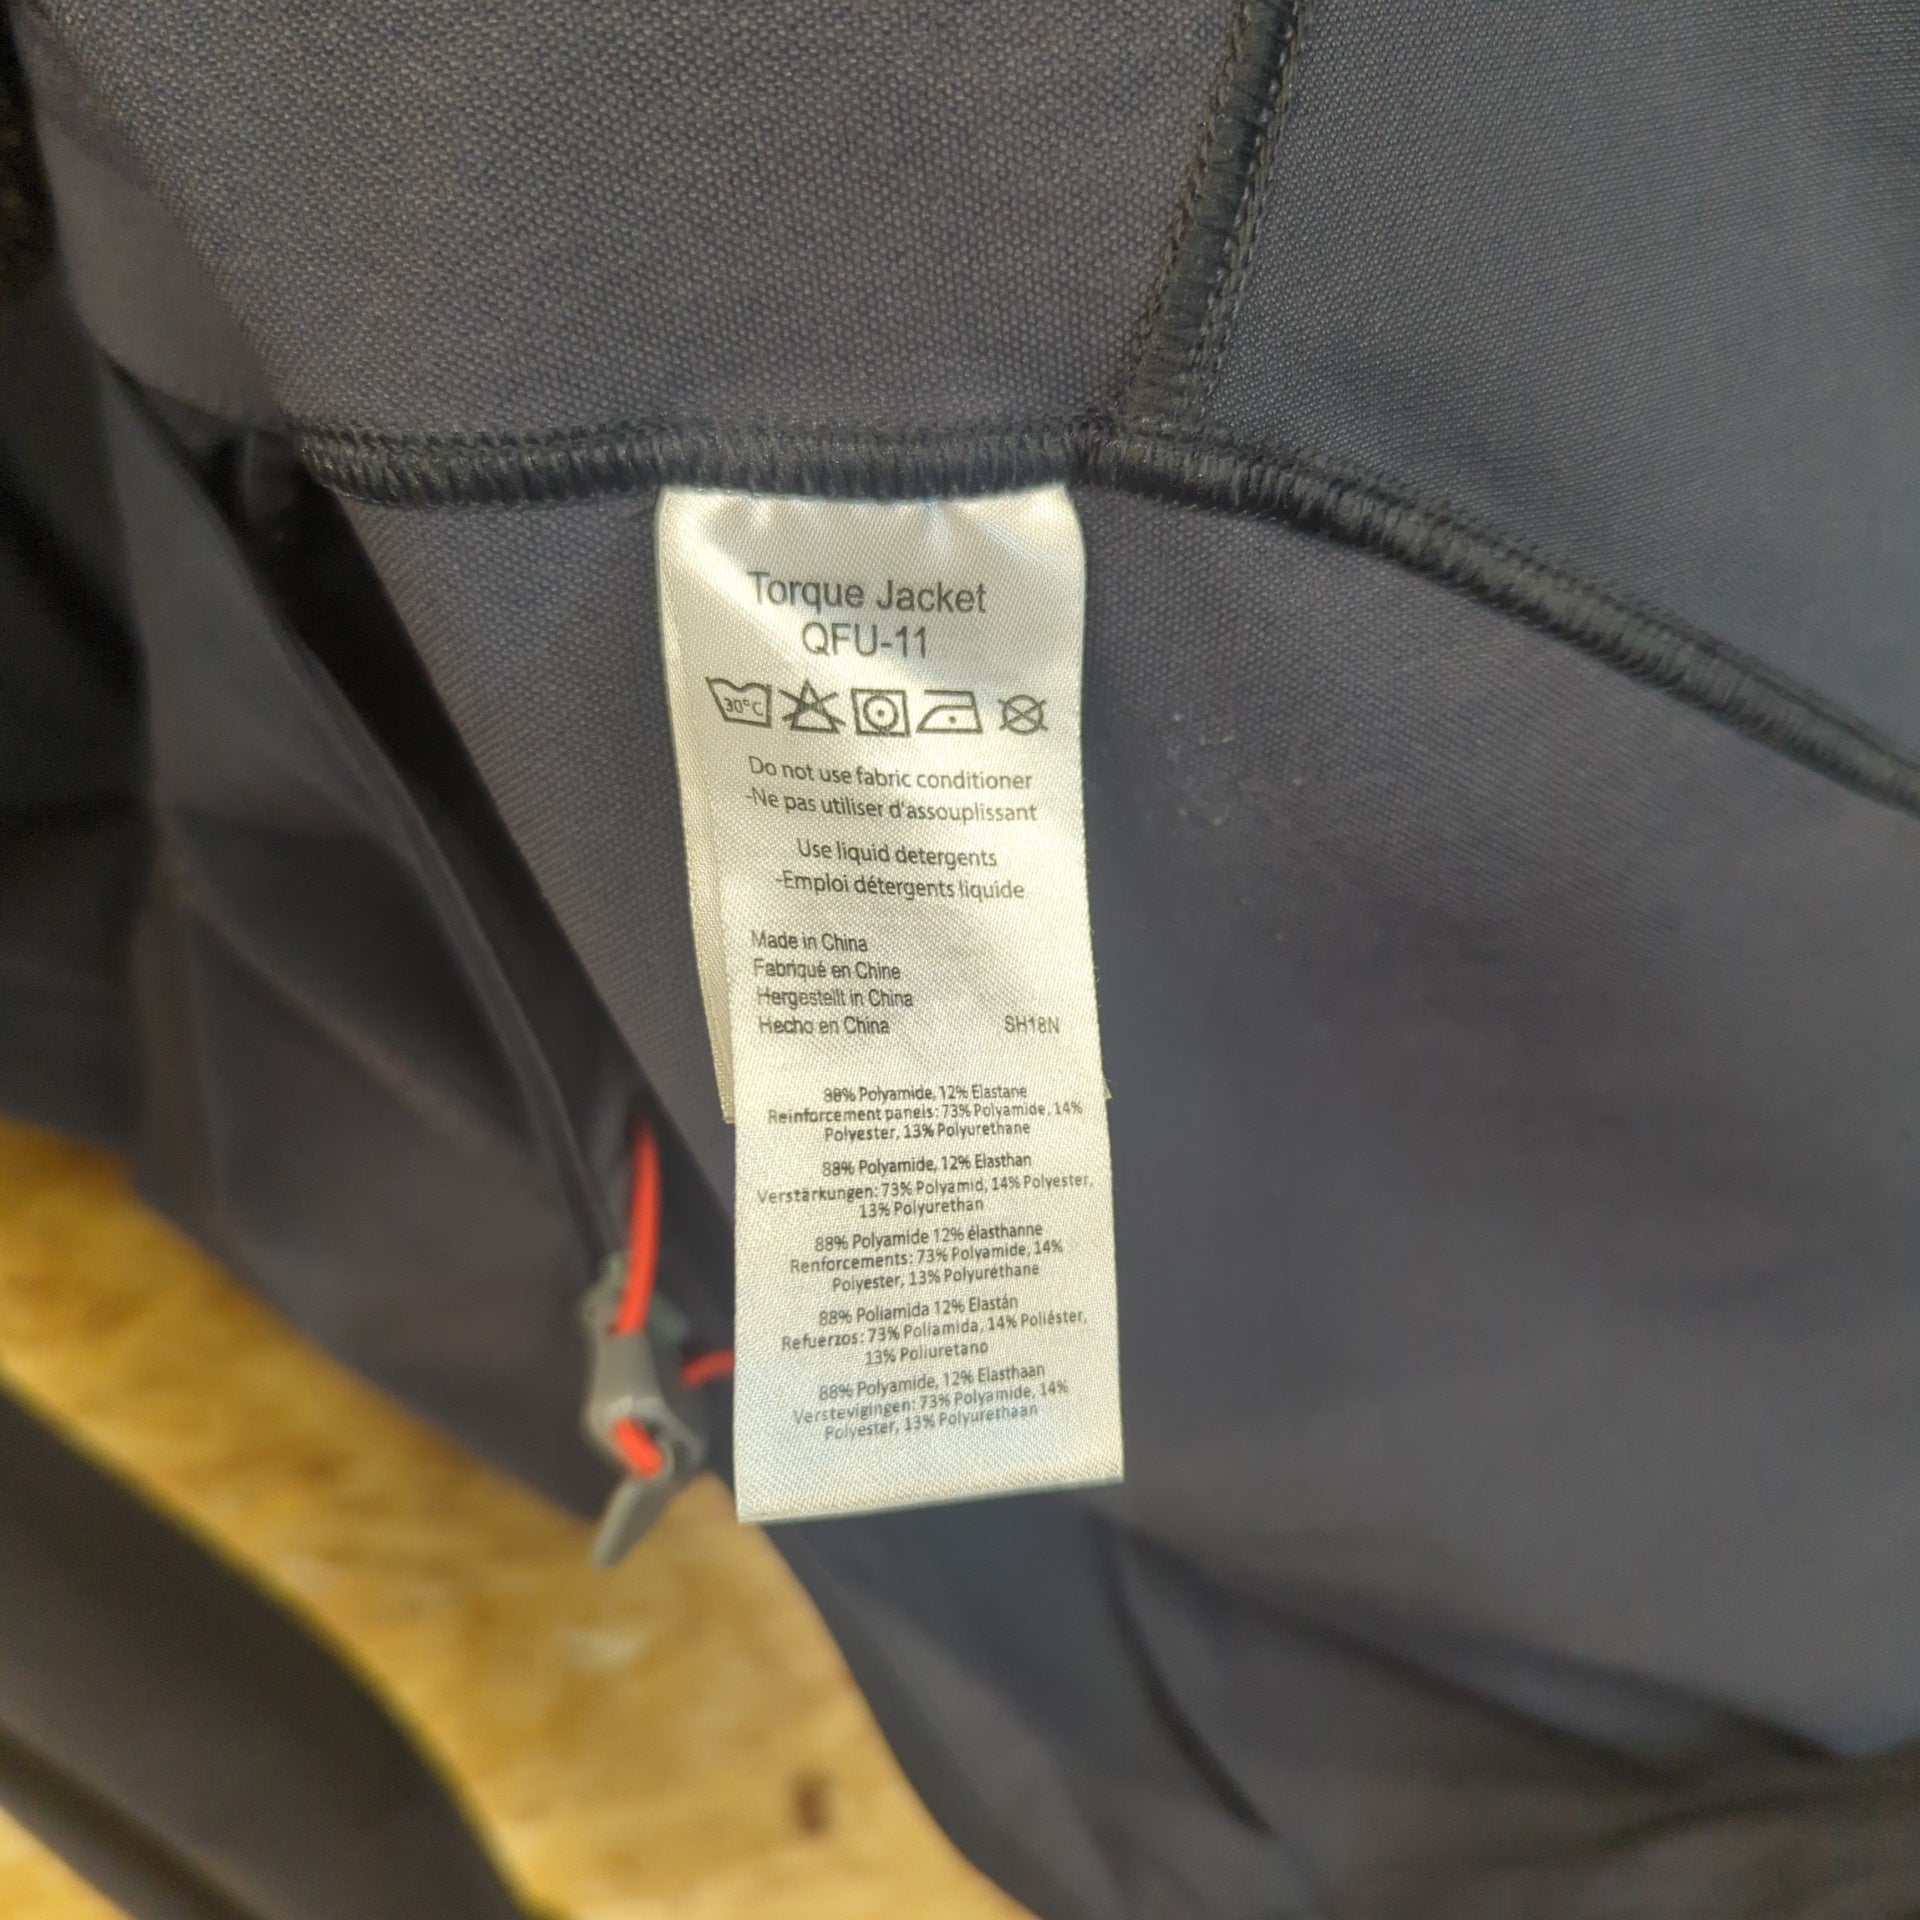 Torque Jacket
QFU-11
30°C
Do not use fabric conditioner
-Ne pas utiliser d'assouplissant
Use liquid detergents
-Emploi détergents liquide
Made in China
Fabriqué en Chine
Hergestellt in China
Hecho en China SH18N
88% Polyamide, 12% Elastane
Reinforcement panels: 73% Polyamide, 14%
Polyester, 13% Polyurethane
88% Polyamide, 12% Elasthan
Verstärkungen: 73% Polyamid, 14% Polyester,
13% Polyurethan
88% Polyamide 12% élasthanne
Renforcements: 73% Polyamide, 14%
Polyester, 13% Polyuréthane
88% Poliamida 12% Elastán
Refuerzos: 73% Poliamida, 14% Poliéster,
13% Poliuretano
88% Polyamide, 12% Elasthaan
Verstevigingen: 73% Polyamide, 14%
Polyester, 13% Polyurethaan